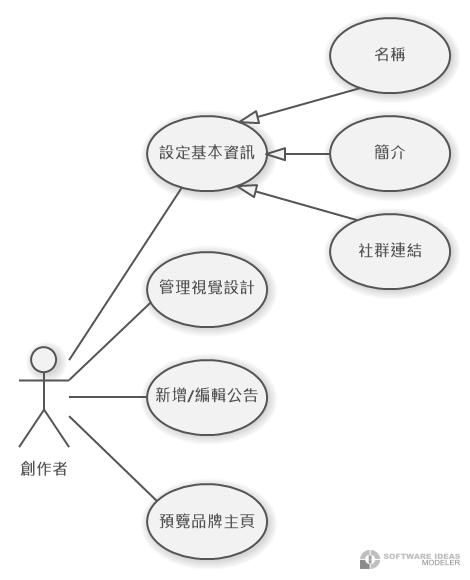 名稱
設定基本資訊
簡介
社群連結
管理視覺設計
新增/編輯公告
創作者
預覽品牌主頁
SOFTWARE IDEAS
MODELER